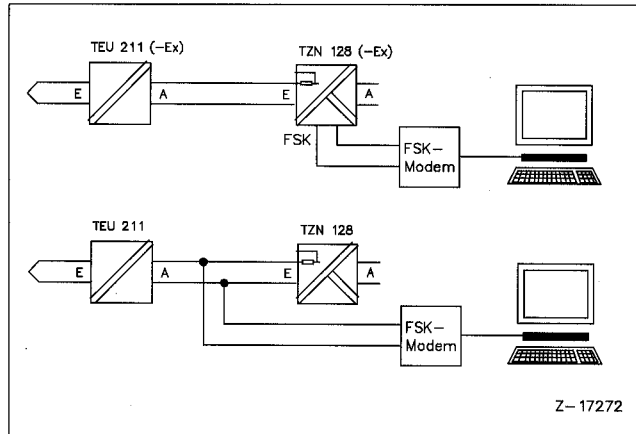 TEU 211 (-Ex)
TZN 128 (-Ex)
E
A
E
A
FSK
FSK-
Modem
TEU 211
TZN 128
E
A
E
A
FSK-
Modem
Z-17272